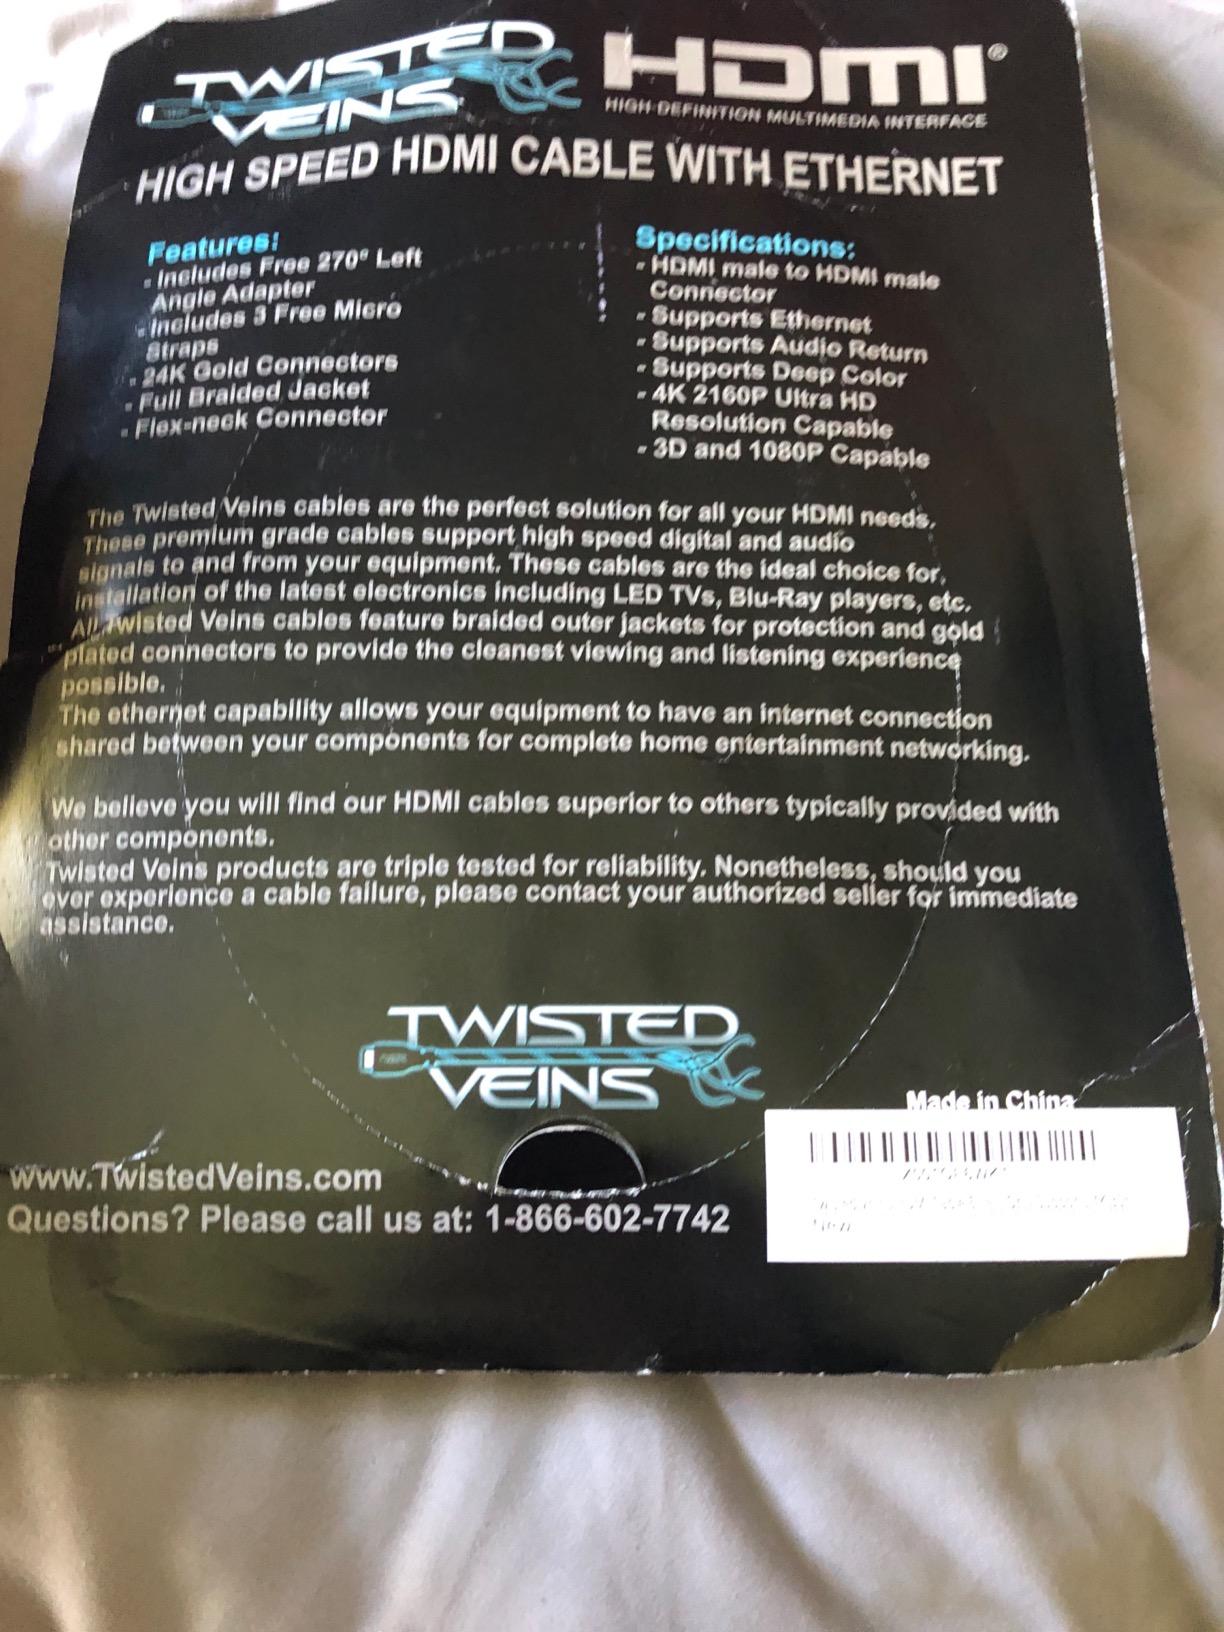 TWISTED
VEINS
HDMI®
HIGH-DEFINITION MULTIMEDIA INTERFACE
HIGH SPEED HDMI CABLE WITH ETHERNET
Features:
- Includes Free 270° Left
Angle Adapter
- Includes 3 Free Micro
Straps
- 24K Gold Connectors
- Full Braided Jacket
- Flex-neck Connector
Specifications:
- HDMI male to HDMI male
Connector
- Supports Ethernet
- Supports Audio Return
- Supports Deep Color
- 4K 2160P Ultra HD
Resolution Capable
- 3D and 1080P Capable
The Twisted Veins cables are the perfect solution for all your HDMI needs.
These premium grade cables support high speed digital and audio
signals to and from your equipment. These cables are the ideal choice for
installation of the latest electronics including LED TVs, Blu-Ray players, etc.
All Twisted Veins cables feature braided outer jackets for protection and gold
plated connectors to provide the cleanest viewing and listening experience
possible.
The ethernet capability allows your equipment to have an internet connection
shared between your components for complete home entertainment networking.
We believe you will find our HDMI cables superior to others typically provided with
other components.
Twisted Veins products are triple tested for reliability. Nonetheless, should you
ever experience a cable failure, please contact your authorized seller for immediate
assistance.
TWISTED
VEINS
Made in China
www.TwistedVeins.com
Questions? Please call us at: 1-866-602-7742
New